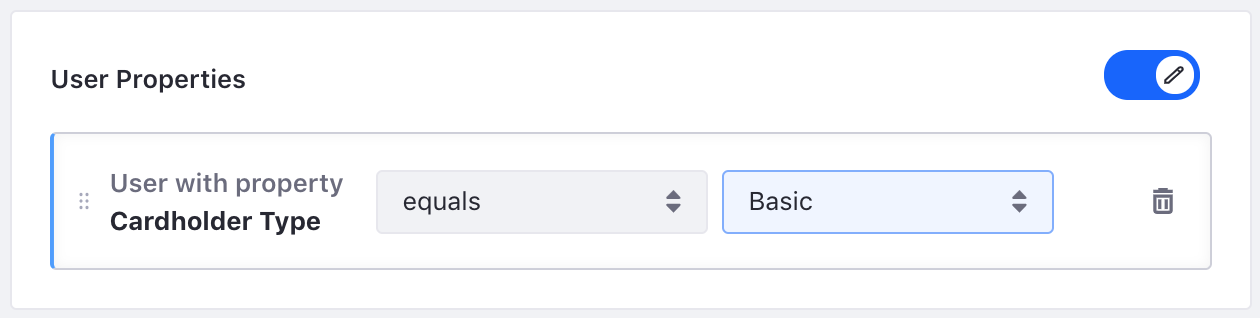 User Properties
User with property
Cardholder Type
equals
Basic